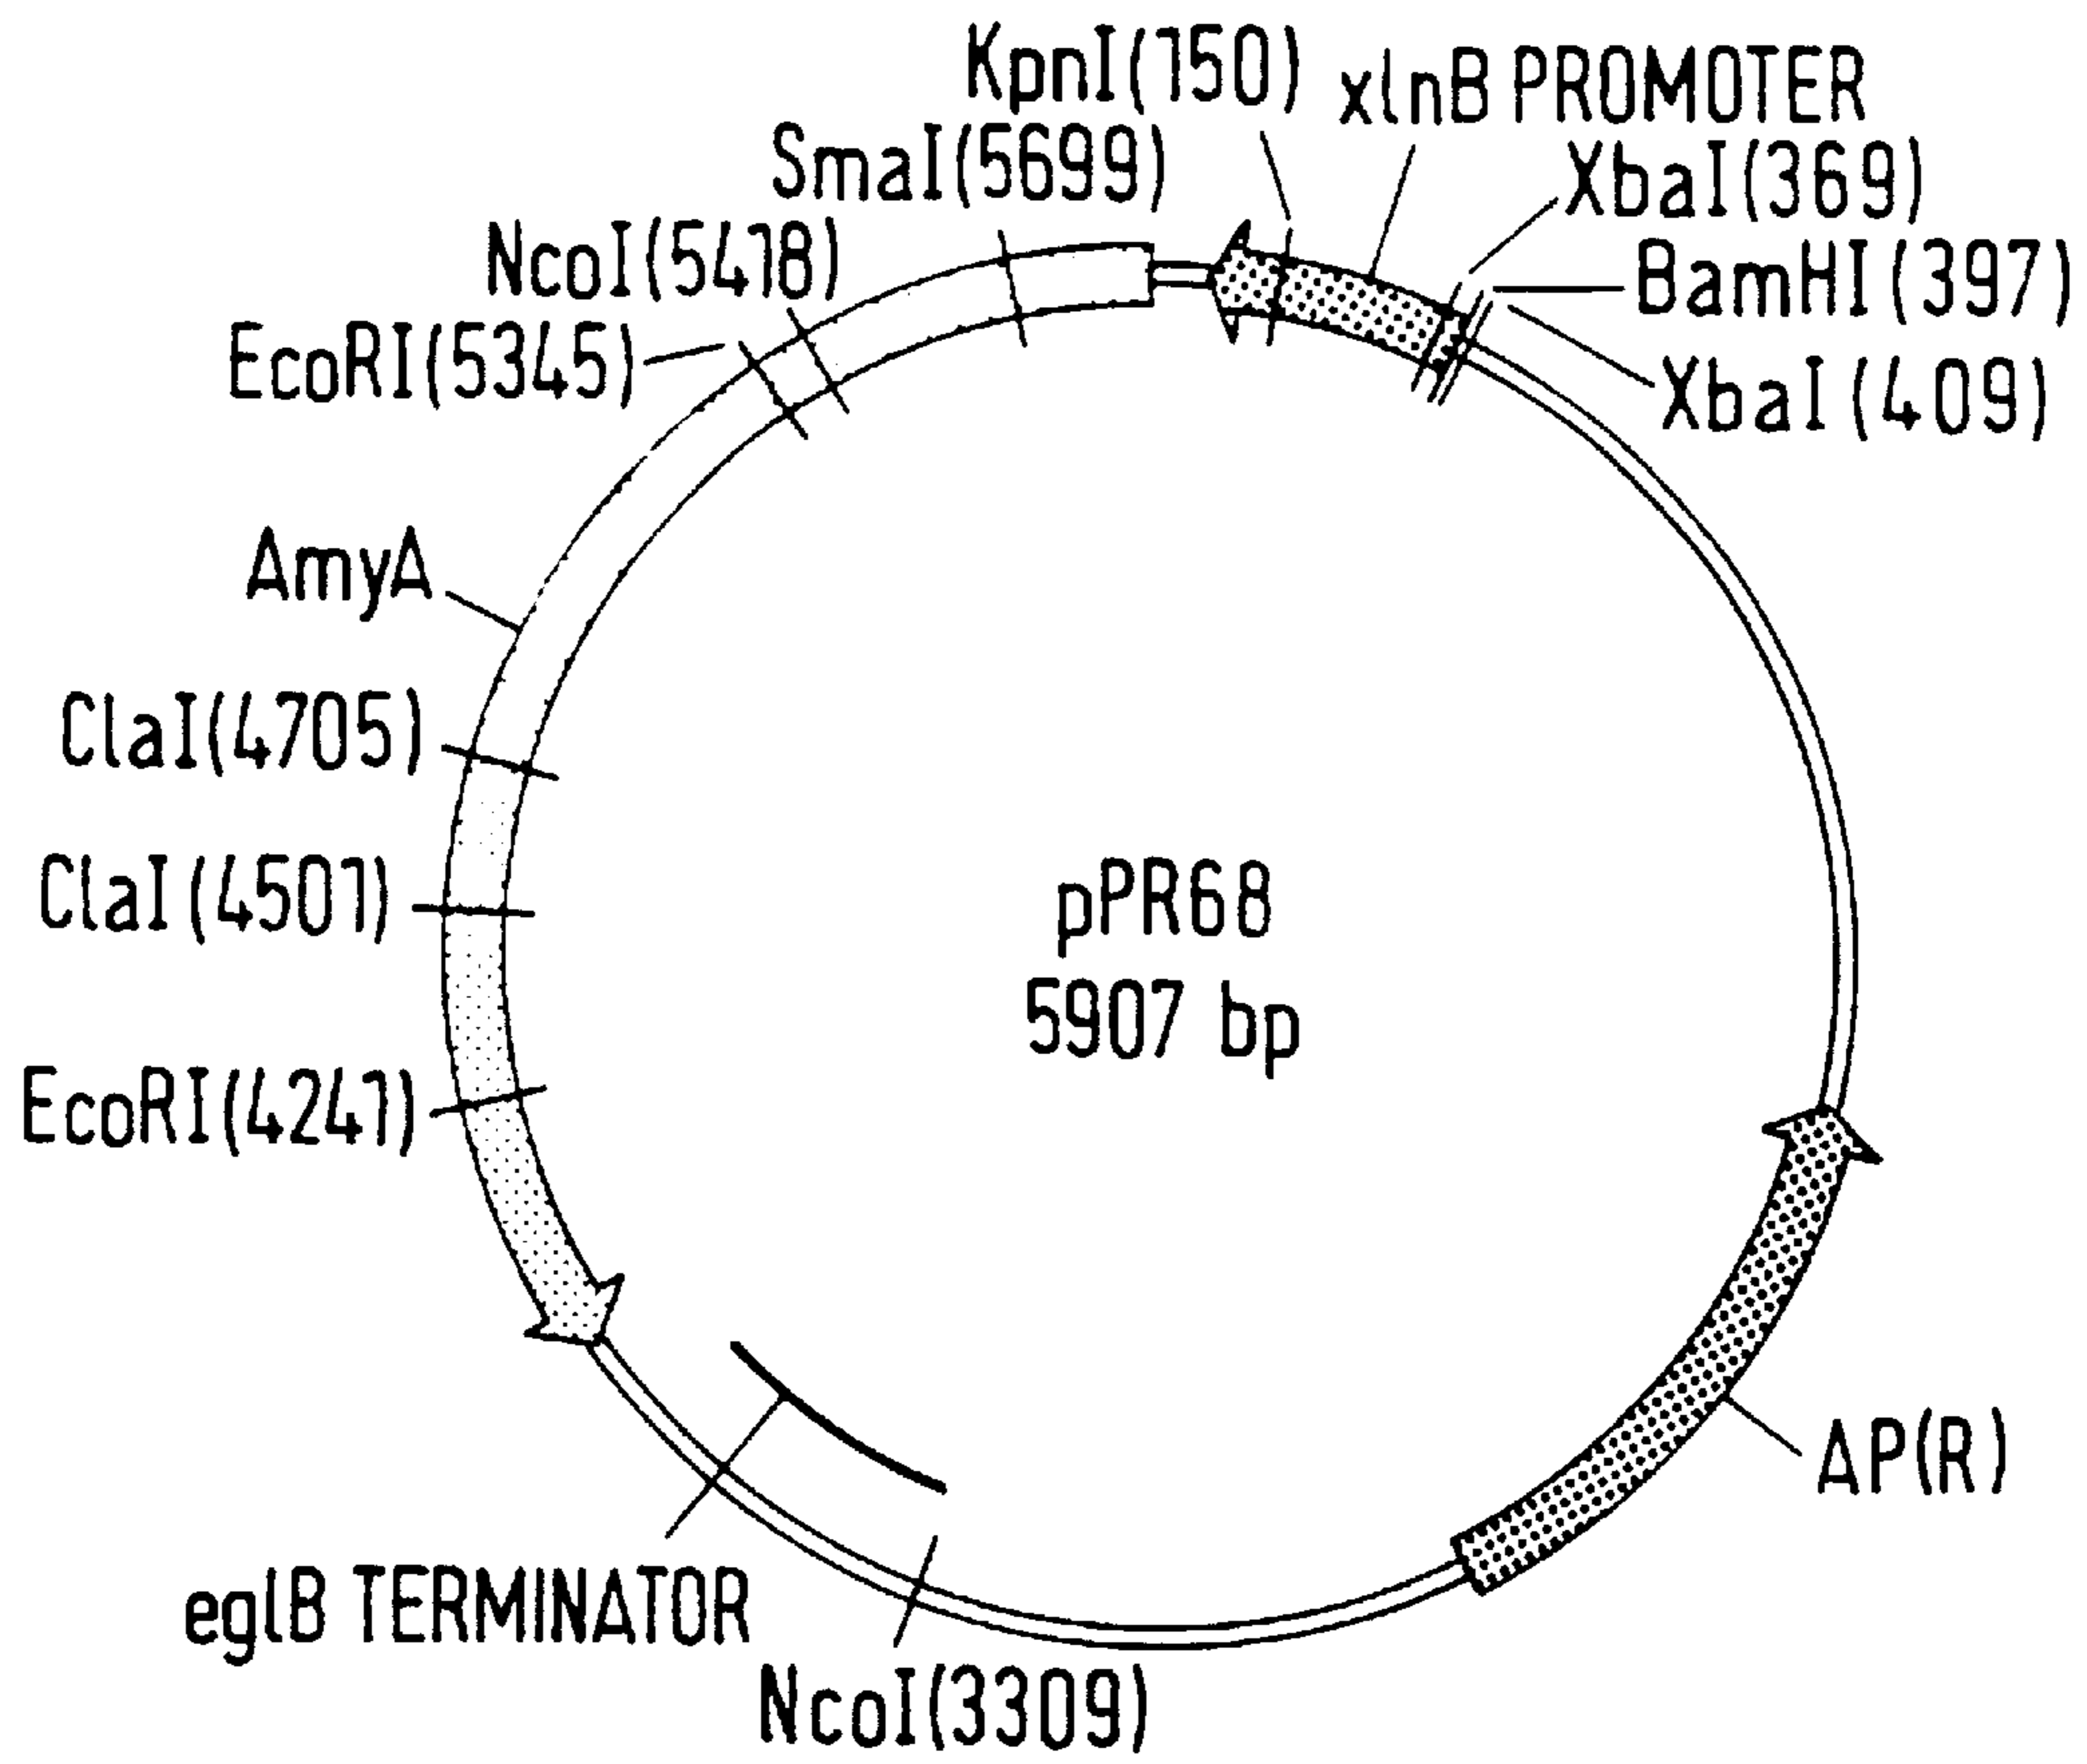 KpnI(150)
xlnB PROMOTER
SmaI(5699)
XbaI(369)
NcoI(5418)
BamHI(397)
EcoRI(5345)
XbaI(409)
AmyA
ClaI(4705)
ClaI(4501)
pPR68
5907 bp
EcoRI(4241)
AP(R)
eglB TERMINATOR
NcoI(3309)